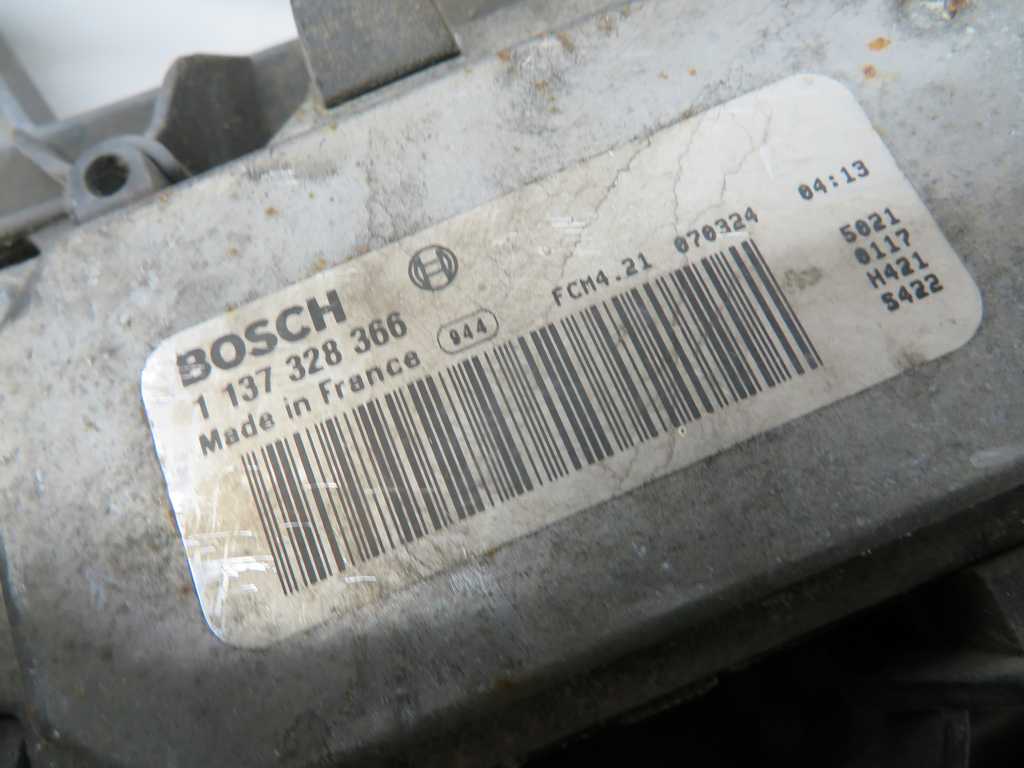 BOSCH
1 137 328 366
Made in France 944
FCM4.21 070324 04:13
5021
0117
H421
S422